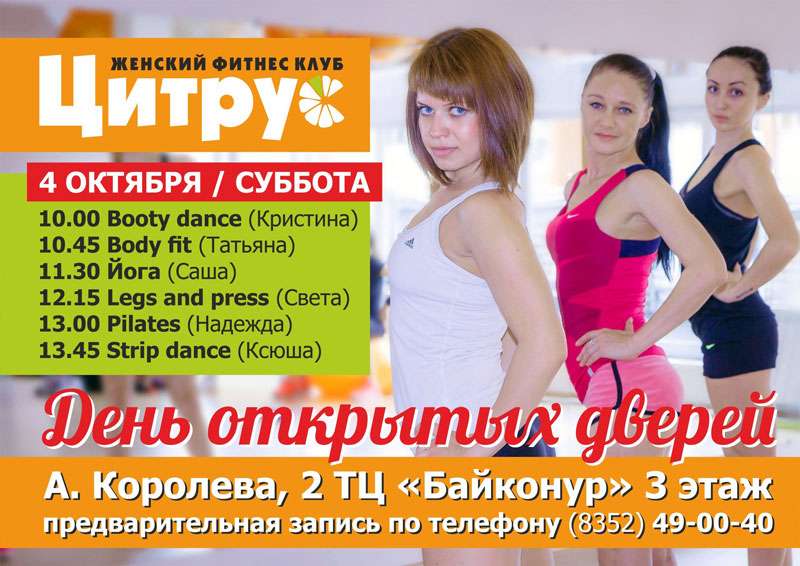 ЖЕНСКИЙ ФИТНЕС КЛУБ
Цитрус
4 ОКТЯБРЯ / СУББОТА
10.00 Booty dance (Кристина)
10.45 Body fit (Татьяна)
11.30 Йога (Саша)
12.15 Legs and press (Света)
13.00 Pilates (Надежда)
13.45 Strip dance (Ксюша)
День открытых дверей
А. Королева, 2 ТЦ «Байконур» 3 этаж
предварительная запись по телефону (8352) 49-00-40